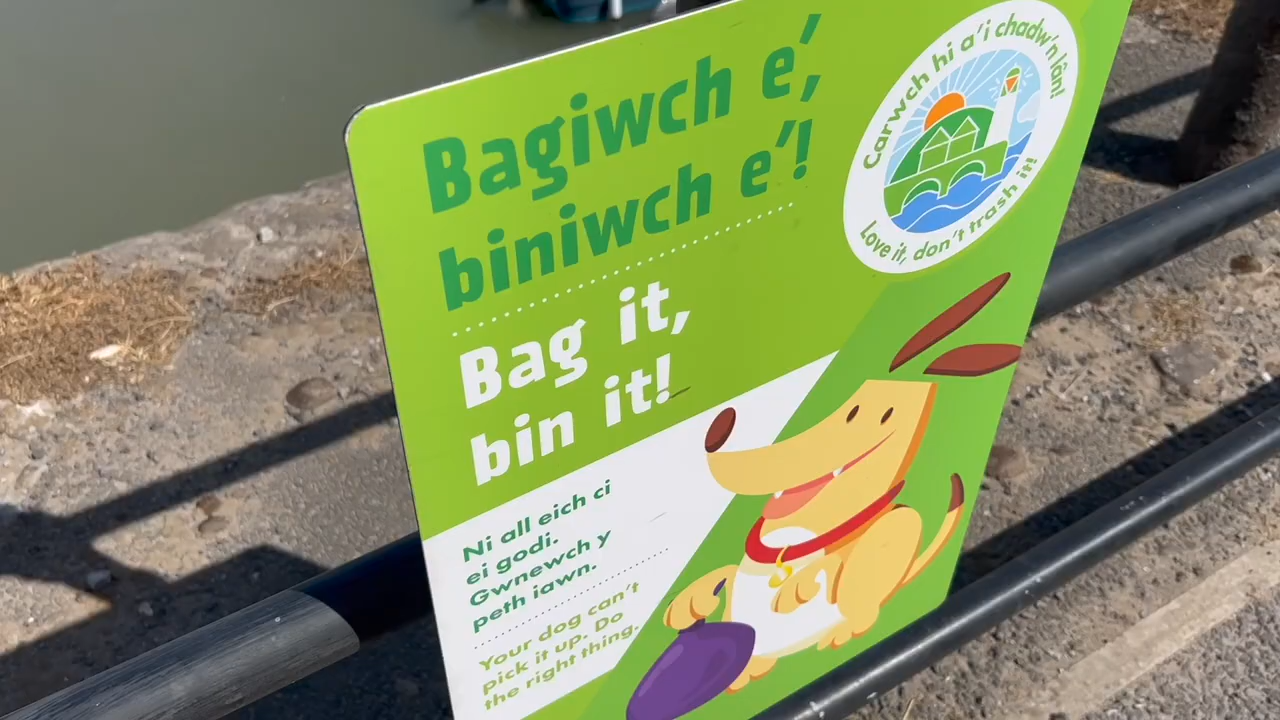 Bagiwch e',
biniwch e'!
Bag it,
bin it!
Carwch hi a'i chadw'n lân!
Love it, don't trash it!
Ni all eich ci
ei godi.
Gwnewch y
peth iawn.
Your dog can't
pick it up. Do
the right thing.